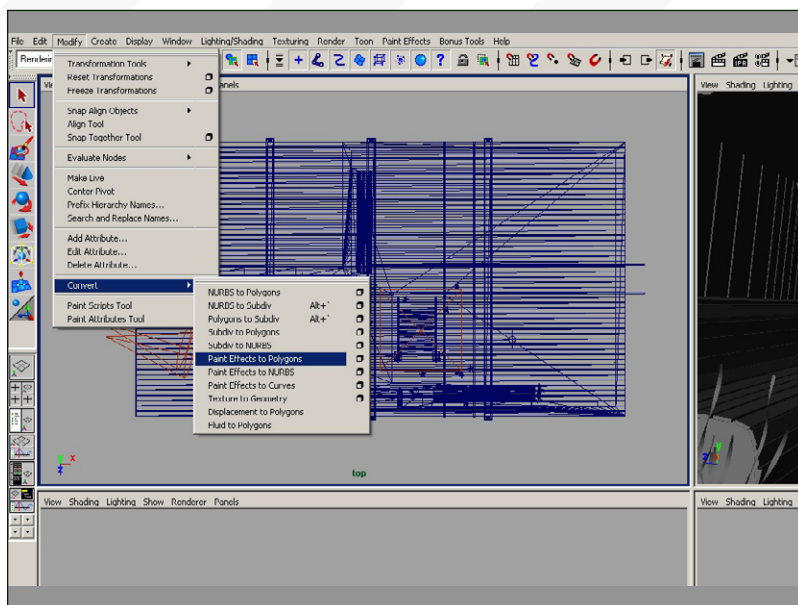 File Edit Modify Create Display Window Lighting/Shading Texturing Render Toon Paint Effects Bonus Tools Help
Transformation Tools
Reset Transformations
Freeze Transformations
Snap Align Objects
Align Tool
Snap Together Tool
Evaluate Nodes
Make Live
Center Pivot
Prefix Hierarchy Names...
Search and Replace Names...
Add Attribute...
Edit Attribute...
Delete Attribute...
Convert
Paint Scripts Tool
Paint Attributes Tool
NURBS to Polygons
NURBS to Subdiv Alt+`
Polygons to Subdiv Alt+`
Subdiv to Polygons
Subdiv to NURBS
Paint Effects to Polygons
Paint Effects to NURBS
Paint Effects to Curves
Texture to Geometry
Displacement to Polygons
Fluid to Polygons
View Shading Lighting
top
View Shading Lighting Show Renderer Panels
View Shading Lighting